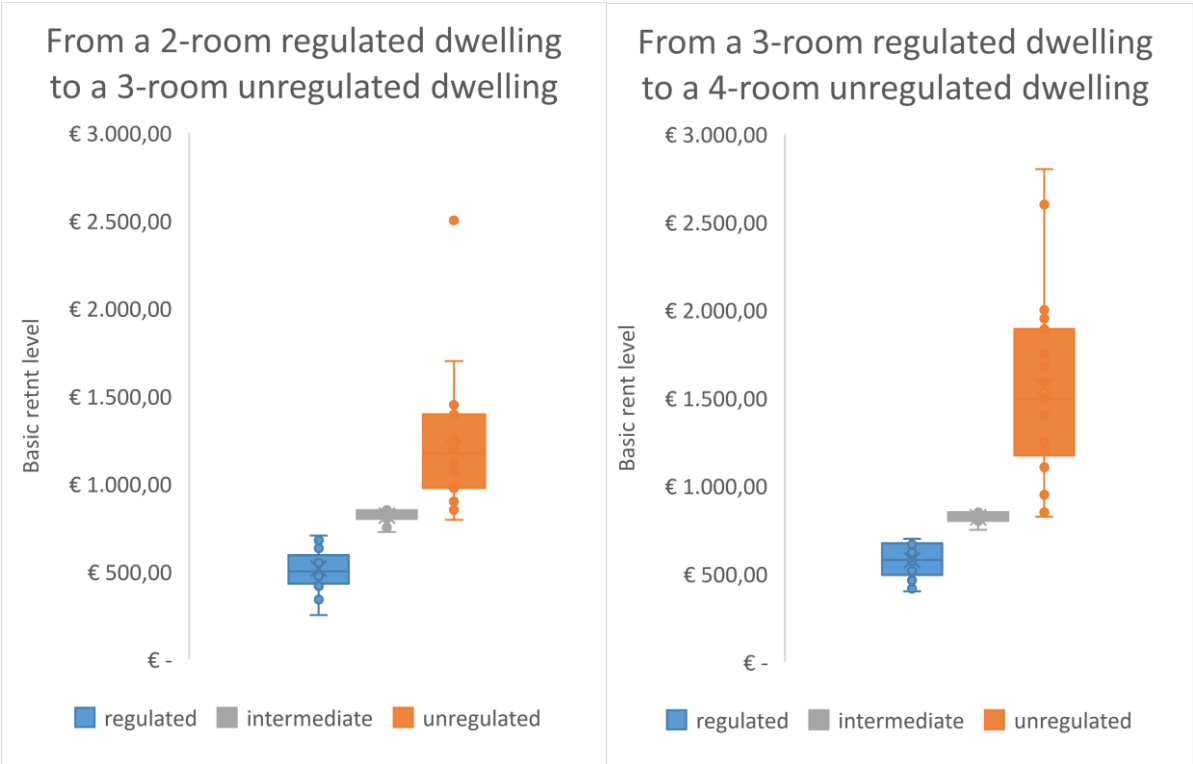 From a 2-room regulated dwelling
to a 3-room unregulated dwelling
€ 3.000,00
€ 2.500,00
€ 2.000,00
€ 1.500,00
€ 1.000,00
€ 500,00
€ -
Basic retnt level
regulated
intermediate
unregulated
From a 3-room regulated dwelling
to a 4-room unregulated dwelling
€ 3.000,00
€ 2.500,00
€ 2.000,00
€ 1.500,00
€ 1.000,00
€ 500,00
€ -
Basic rent level
regulated
intermediate
unregulated